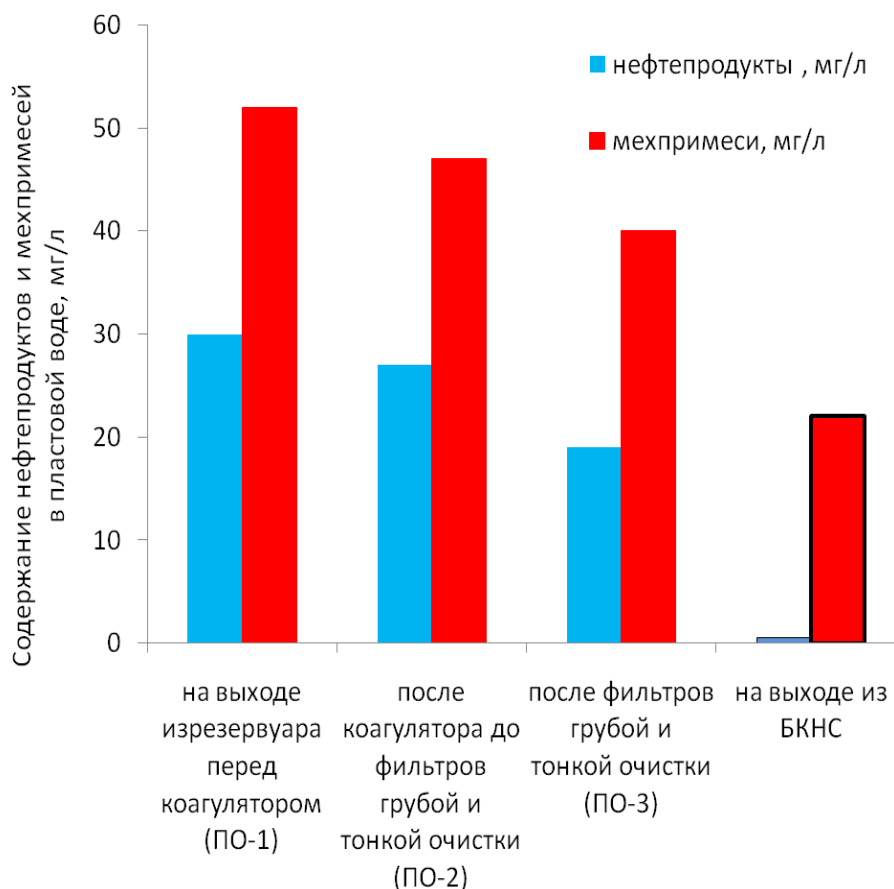 Содержание нефтепродуктов и мехпримесей
в пластовой воде, мг/л
60
50
40
30
20
10
0
нефтепродукты , мг/л
мехпримеси, мг/л
на выходе
изрезервуара
перед
коагулятором
(ПО-1)
после
коагулятора до
фильтров
грубой и
тонкой очистки
(ПО-2)
после фильтров
грубой и
тонкой очистки
(ПО-3)
на выходе из
БКНС